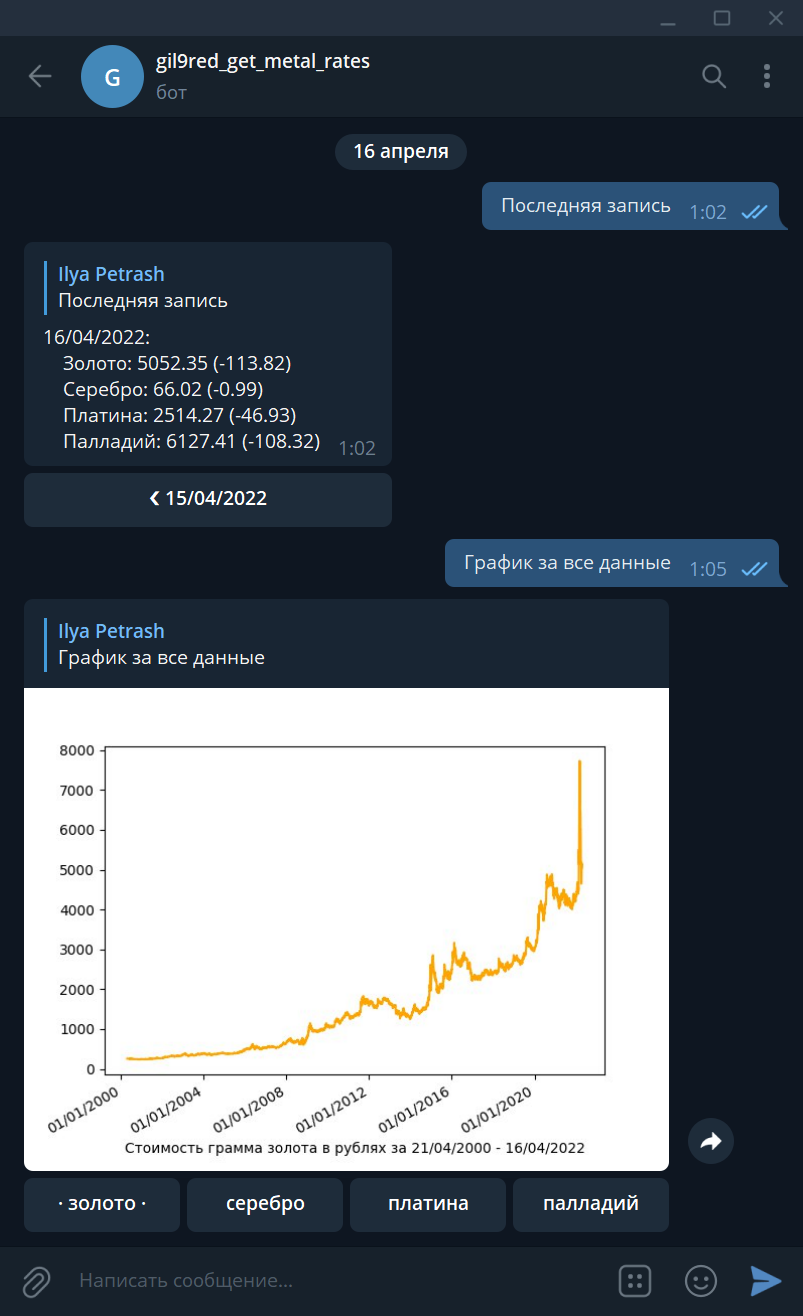 G
gil9red_get_metal_rates
бот
16 апреля
Последняя запись 1:02
Ilya Petrash
Последняя запись
16/04/2022:
Золото: 5052.35 (-113.82)
Серебро: 66.02 (-0.99)
Платина: 2514.27 (-46.93)
Палладий: 6127.41 (-108.32) 1:02
❮ 15/04/2022
График за все данные 1:05
Ilya Petrash
График за все данные
8000
7000
6000
5000
4000
3000
2000
1000
0
01/01/2000 01/01/2004 01/01/2008 01/01/2012 01/01/2016 01/01/2020
Стоимость грамма золота в рублях за 21/04/2000 - 16/04/2022
· золото · серебро платина палладий
Написать сообщение...